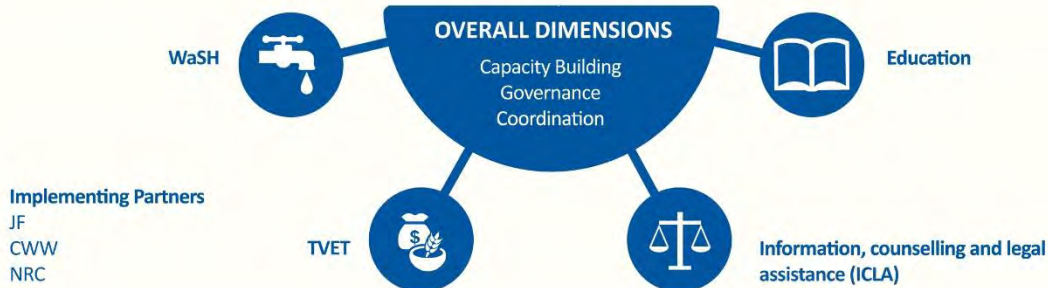 OVERALL DIMENSIONS
Capacity Building
Governance
Coordination
WaSH
Education
Implementing Partners
JF
CWW
NRC
TVET
$
Information, counselling and legal
assistance (ICLA)